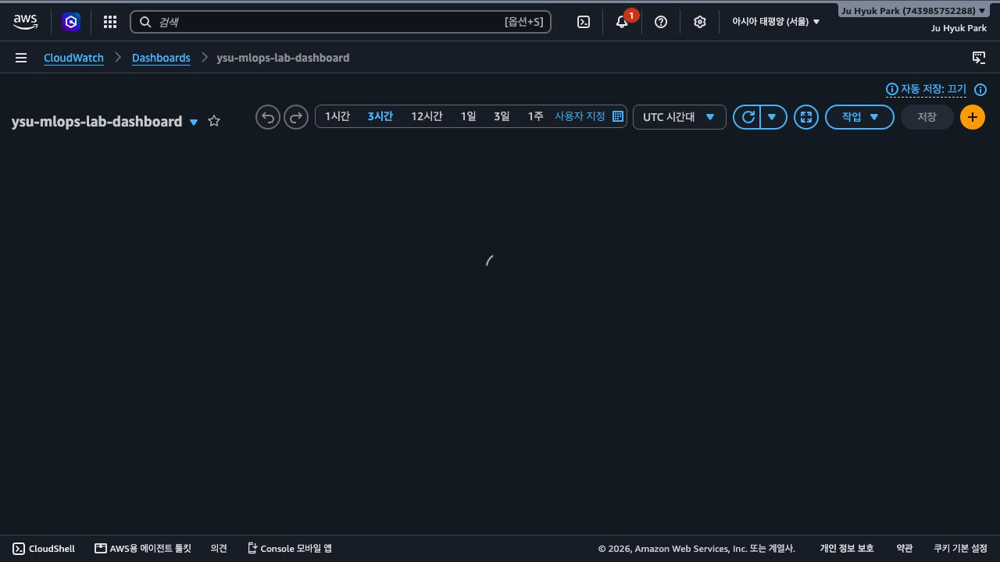 aws
검색
[옵션+S]
1
아시아 태평양 (서울)
Ju Hyuk Park (743985752288)
Ju Hyuk Park
CloudWatch
Dashboards
ysu-mlops-lab-dashboard
자동 저장: 끄기
ysu-mlops-lab-dashboard
1시간
3시간
12시간
1일
3일
1주
사용자 지정
UTC 시간대
작업
저장
CloudShell
AWS용 에이전트 툴킷
의견
Console 모바일 앱
© 2026, Amazon Web Services, Inc. 또는 계열사.
개인 정보 보호
약관
쿠키 기본 설정